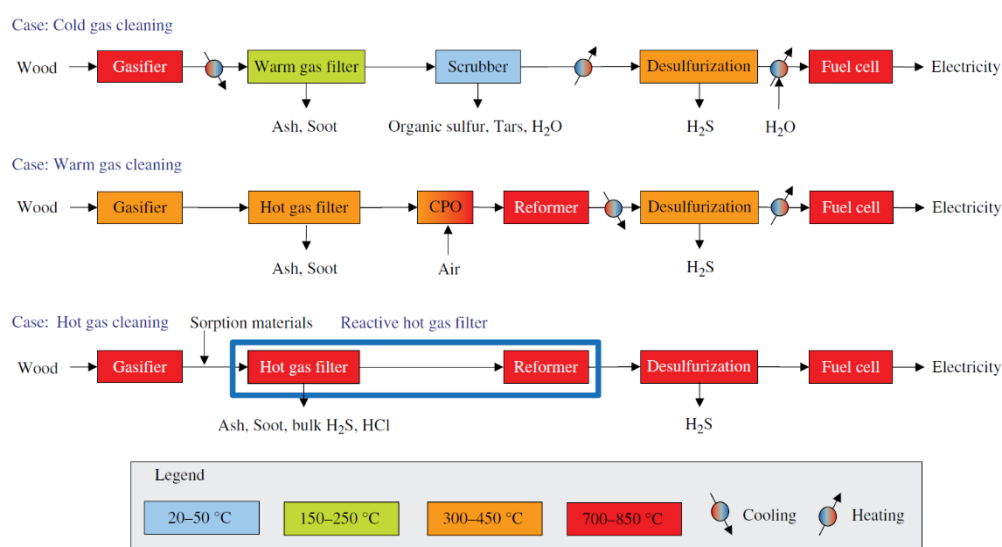 Case: Cold gas cleaning
Wood Gasifier Warm gas filter Scrubber Desulfurization Fuel cell Electricity
Ash, Soot Organic sulfur, Tars, H₂O H₂S H₂O
Case: Warm gas cleaning
Wood Gasifier Hot gas filter CPO Reformer Desulfurization Fuel cell Electricity
Ash, Soot Air H₂S
Case: Hot gas cleaning Sorption materials Reactive hot gas filter
Wood Gasifier Hot gas filter Reformer Desulfurization Fuel cell Electricity
Ash, Soot, bulk H₂S, HCl H₂S
Legend
20–50 °C 150–250 °C 300–450 °C 700–850 °C Cooling Heating